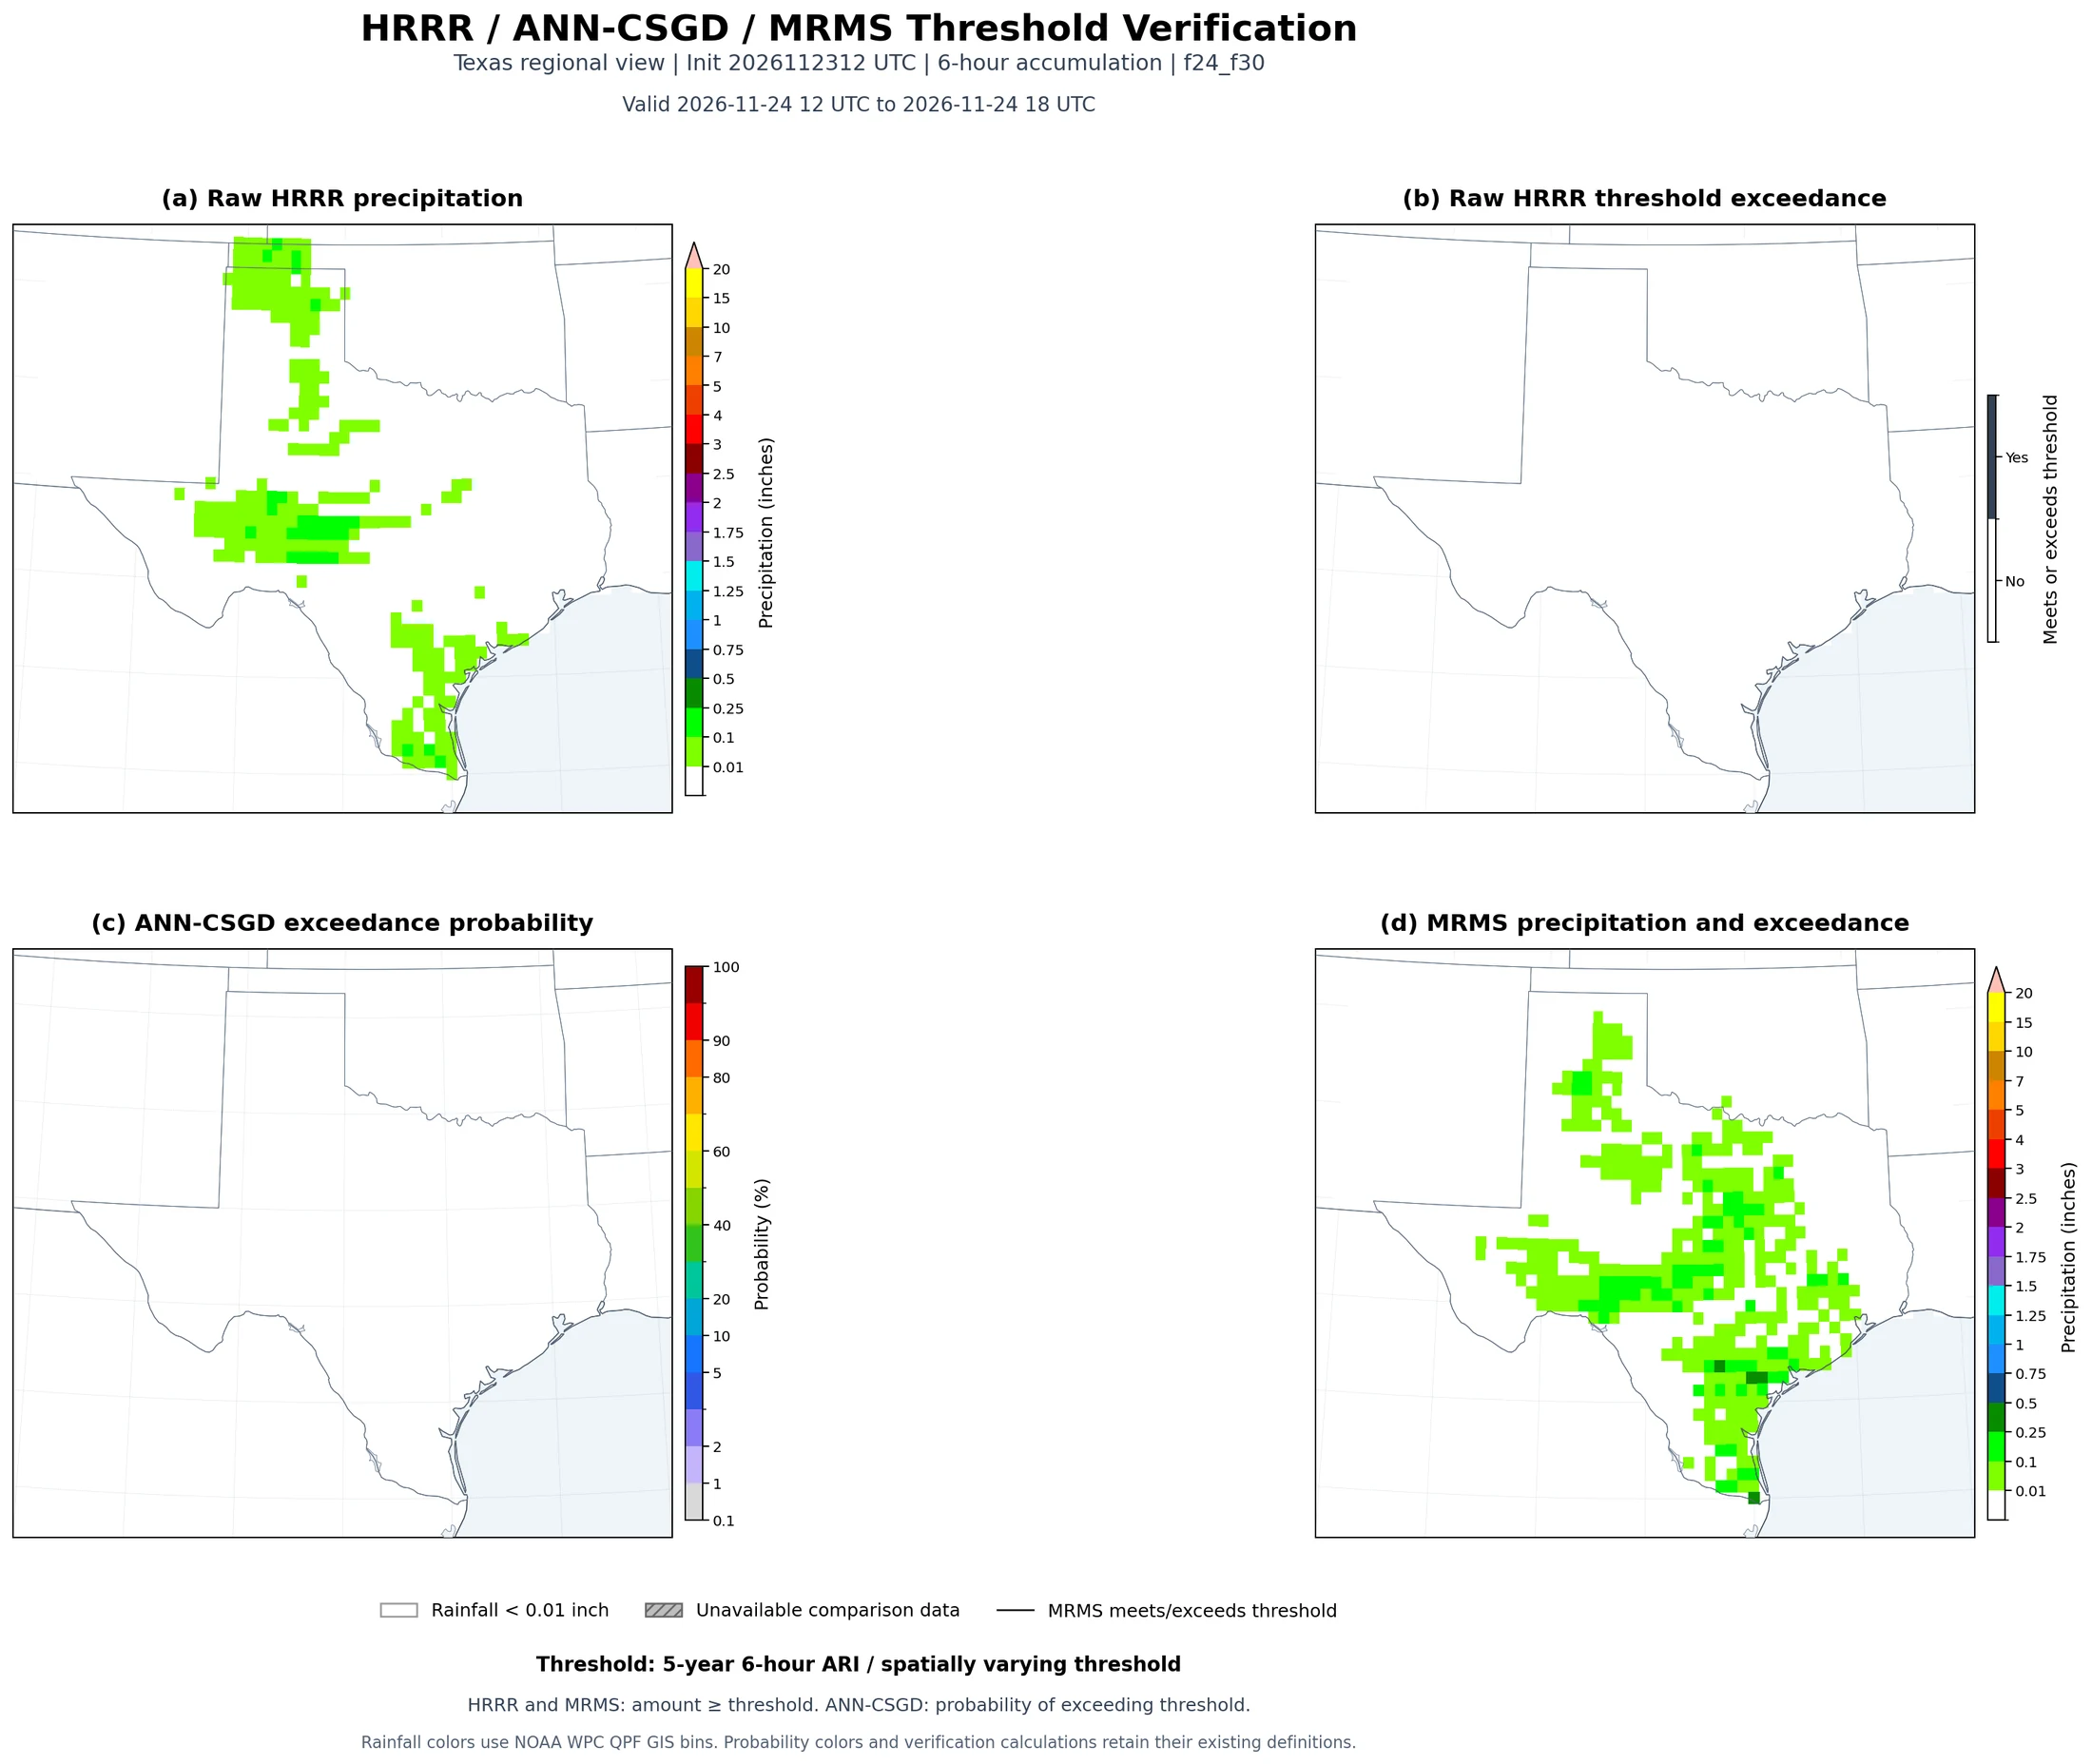 HRRR / ANN-CSGD / MRMS Threshold Verification
Texas regional view | Init 2026112312 UTC | 6-hour accumulation | f24_f30
Valid 2026-11-24 12 UTC to 2026-11-24 18 UTC
(a) Raw HRRR precipitation
20
15
10
7
5
4
3
2.5
2
1.75
1.5
1.25
1
0.75
0.5
0.25
0.1
0.01
Precipitation (inches)
(b) Raw HRRR threshold exceedance
Yes
No
Meets or exceeds threshold
(c) ANN-CSGD exceedance probability
100
90
80
60
40
20
10
5
2
1
0.1
Probability (%)
(d) MRMS precipitation and exceedance
20
15
10
7
5
4
3
2.5
2
1.75
1.5
1.25
1
0.75
0.5
0.25
0.1
0.01
Precipitation (inches)
Rainfall < 0.01 inch
Unavailable comparison data
MRMS meets/exceeds threshold
Threshold: 5-year 6-hour ARI / spatially varying threshold
HRRR and MRMS: amount ≥ threshold. ANN-CSGD: probability of exceeding threshold.
Rainfall colors use NOAA WPC QPF GIS bins. Probability colors and verification calculations retain their existing definitions.